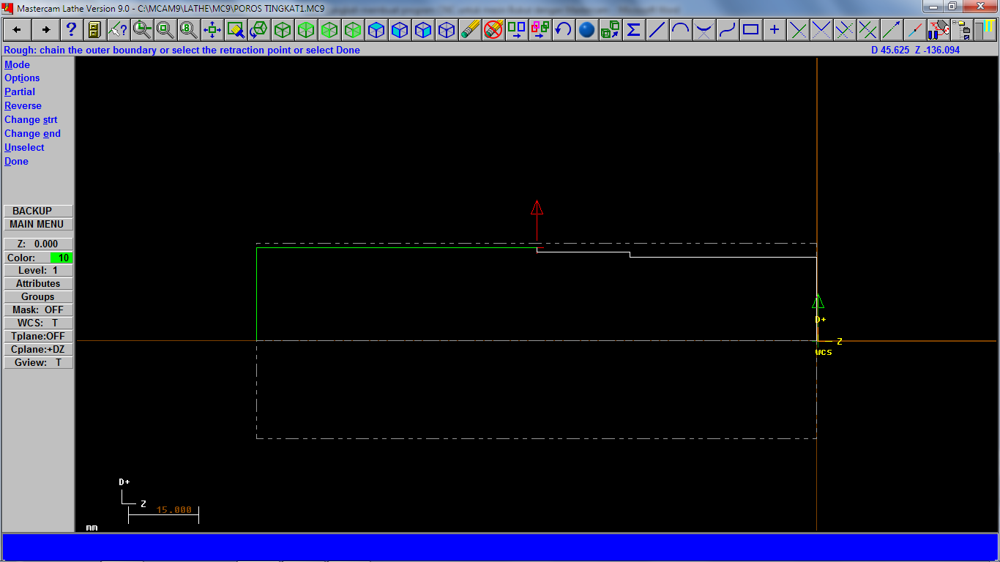 Mastercam Lathe Version 9.0 - C:\MCAM9\LATHE\MC9\POROS TINGKAT1.MC9
Rough: chain the outer boundary or select the retraction point or select Done
D 45.625 Z -136.094
Mode
Options
Partial
Reverse
Change strt
Change end
Unselect
Done
BACKUP
MAIN MENU
Z: 0.000
Color: 10
Level: 1
Attributes
Groups
Mask: OFF
WCS: T
Tplane:OFF
Cplane:+DZ
Gview: T
D+
Z
WCS
D+
Z
15.000
mm